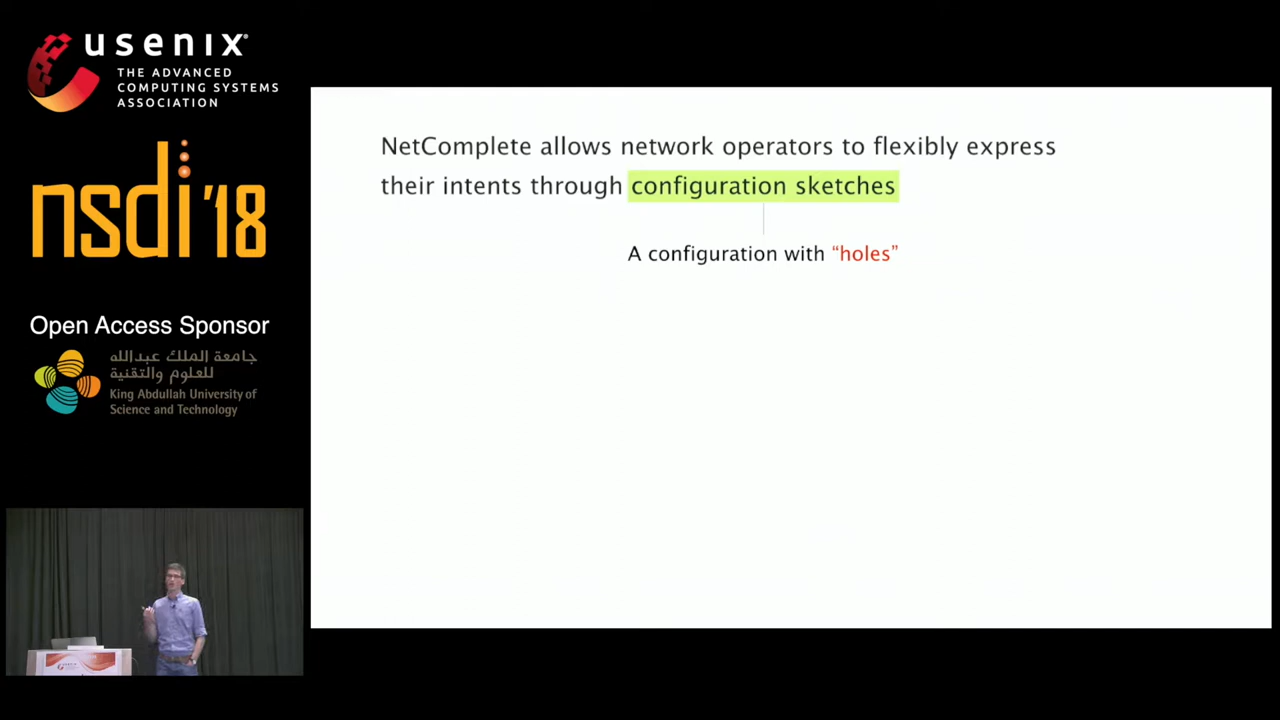 usenix
THE ADVANCED
COMPUTING SYSTEMS
ASSOCIATION
nsdi '18
Open Access Sponsor
جامعة الملك عبدالله
للعلوم والتقنية
King Abdullah University of
Science and Technology
NetComplete allows network operators to flexibly express
their intents through configuration sketches
A configuration with “holes”
usenix